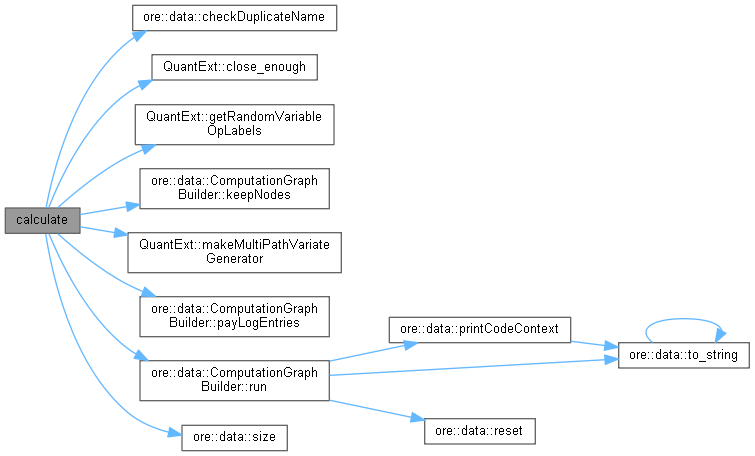 ore::data::checkDuplicateName
QuantExt::close_enough
QuantExt::getRandomVariable
OpLabels
ore::data::ComputationGraph
Builder::keepNodes
calculate
QuantExt::makeMultiPathVariate
Generator
ore::data::ComputationGraph
Builder::payLogEntries
ore::data::printCodeContext
ore::data::to_string
ore::data::ComputationGraph
Builder::run
ore::data::size
ore::data::reset